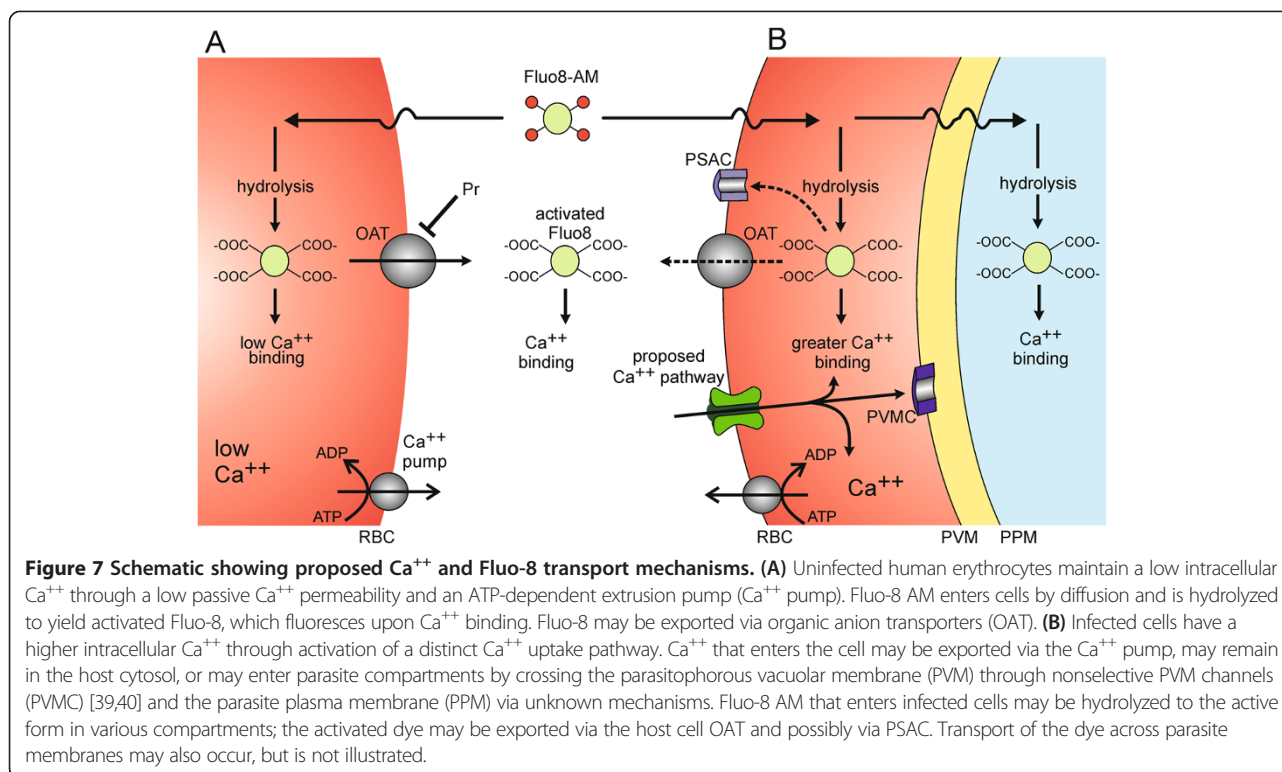 A
B
Fluo8-AM
PSAC
hydrolysis
Pr
hydrolysis
hydrolysis
OAT
activated
Fluo8
OAT
-OOC
COO-
-OOC
COO-
-OOC
COO-
-OOC
COO-
-OOC
COO-
-OOC
COO-
-OOC
COO-
-OOC
COO-
low Ca++
binding
Ca++
binding
greater Ca++
binding
Ca++
binding
proposed
Ca++ pathway
PVMC
low
Ca++
ADP
Ca++
pump
ATP
RBC
ADP
Ca++
ATP
RBC
PVM
PPM
Figure 7 Schematic showing proposed Ca++ and Fluo-8 transport mechanisms. (A) Uninfected human erythrocytes maintain a low intracellular
Ca++ through a low passive Ca++ permeability and an ATP-dependent extrusion pump (Ca++ pump). Fluo-8 AM enters cells by diffusion and is hydrolyzed
to yield activated Fluo-8, which fluoresces upon Ca++ binding. Fluo-8 may be exported via organic anion transporters (OAT). (B) Infected cells have a
higher intracellular Ca++ through activation of a distinct Ca++ uptake pathway. Ca++ that enters the cell may be exported via the Ca++ pump, may remain
in the host cytosol, or may enter parasite compartments by crossing the parasitophorous vacuolar membrane (PVM) through nonselective PVM channels
(PVMC) [39,40] and the parasite plasma membrane (PPM) via unknown mechanisms. Fluo-8 AM that enters infected cells may be hydrolyzed to the active
form in various compartments; the activated dye may be exported via the host cell OAT and possibly via PSAC. Transport of the dye across parasite
membranes may also occur, but is not illustrated.